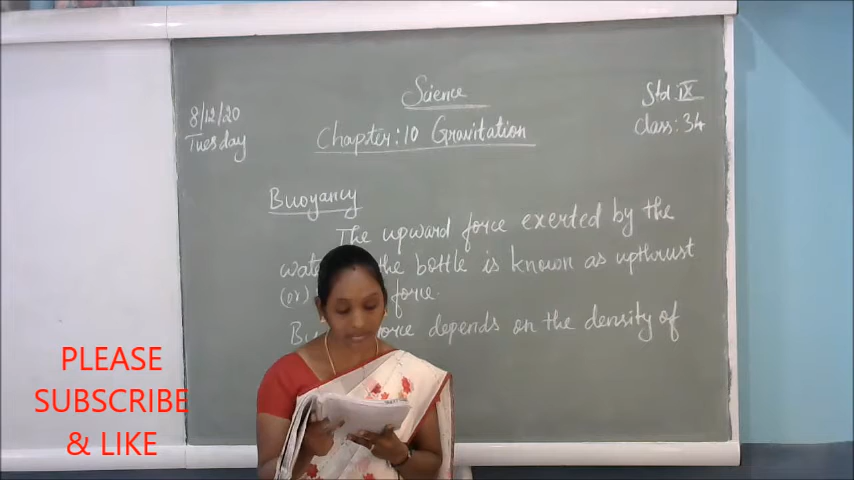 Science
8/12/20
Tuesday
Std: IX
Class: 34
Chapter: 10 Gravitation
Buoyancy
The upward force exerted by the
the bottle is known as upthrust
(or) force.
force depends on the density of
PLEASE
SUBSCRIBE
& LIKE